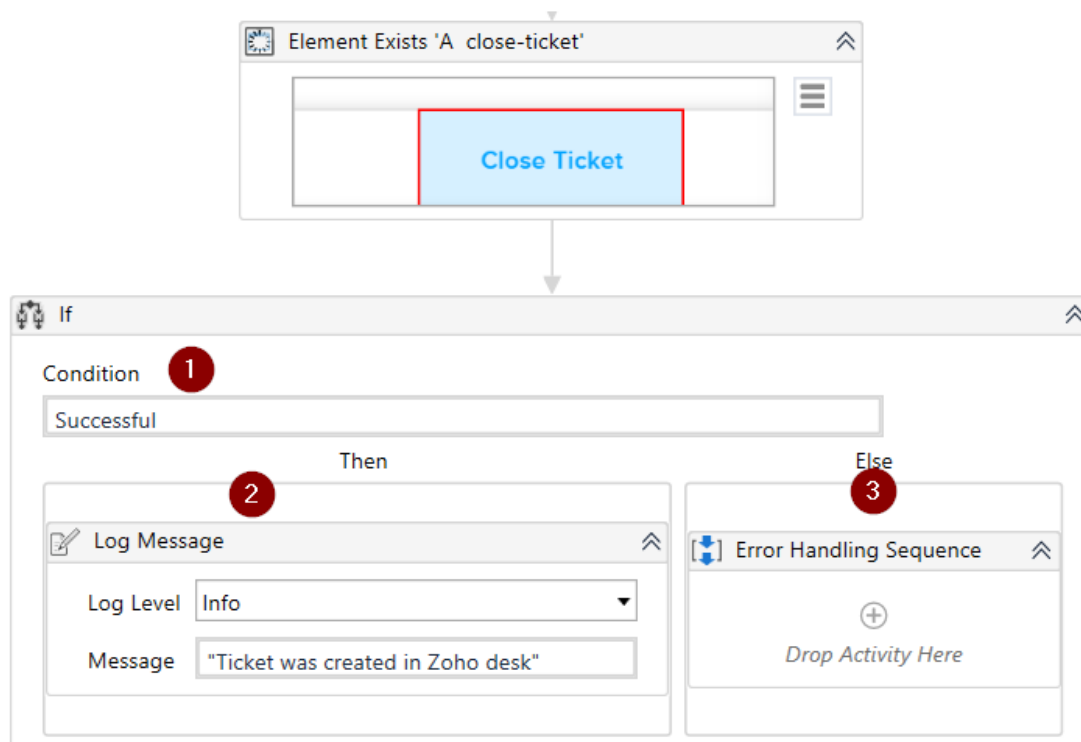 Element Exists 'A  close-ticket'
Close Ticket
If
Condition
1
Successful
Then
Else
2
3
Log Message
Error Handling Sequence
Log Level
Info
Drop Activity Here
Message
"Ticket was created in Zoho desk"